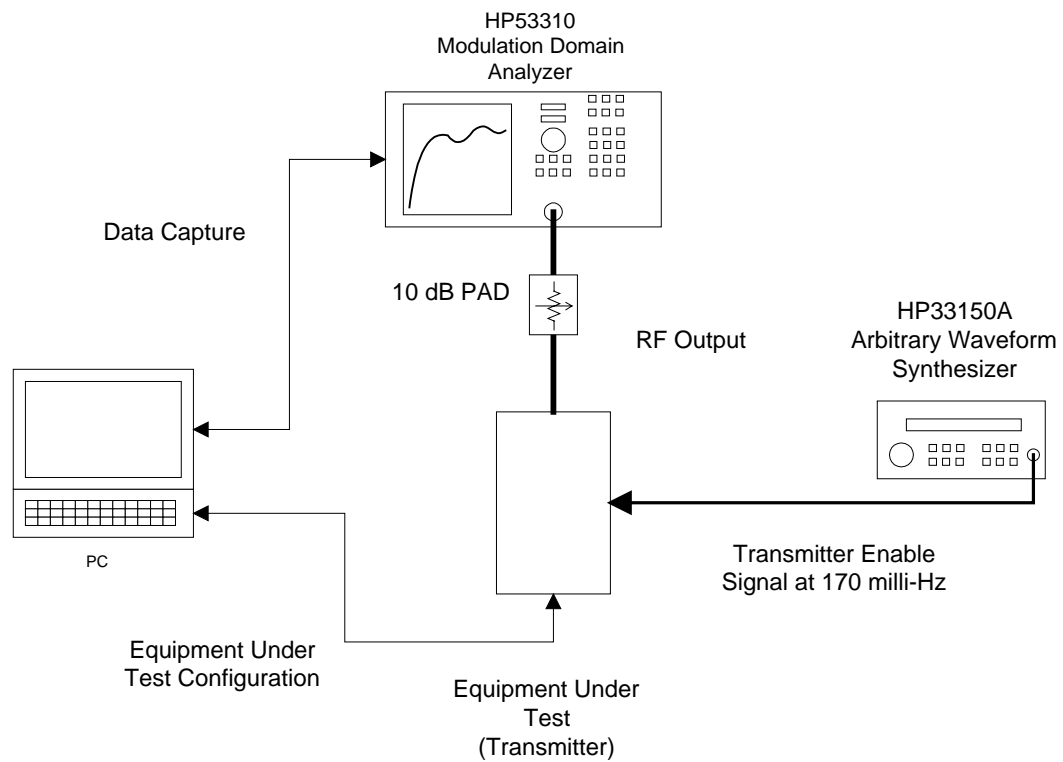 HP53310
Modulation Domain
Analyzer
Data Capture
10 dB PAD
RF Output
HP33150A
Arbitrary Waveform
Synthesizer
PC
Transmitter Enable
Signal at 170 milli-Hz
Equipment Under
Test Configuration
Equipment Under
Test
(Transmitter)